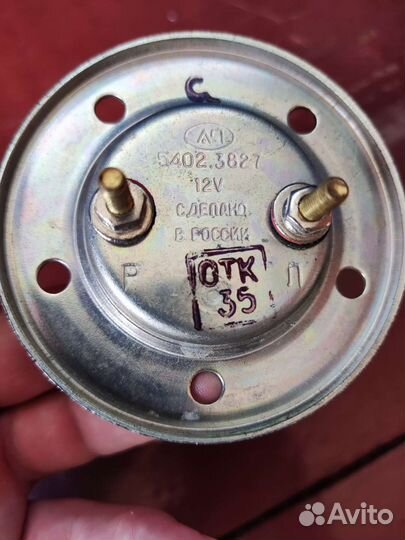 5402.3827
12V
СДЕЛАНО
В РОССИИ
Р П
ОТК
35
Avito